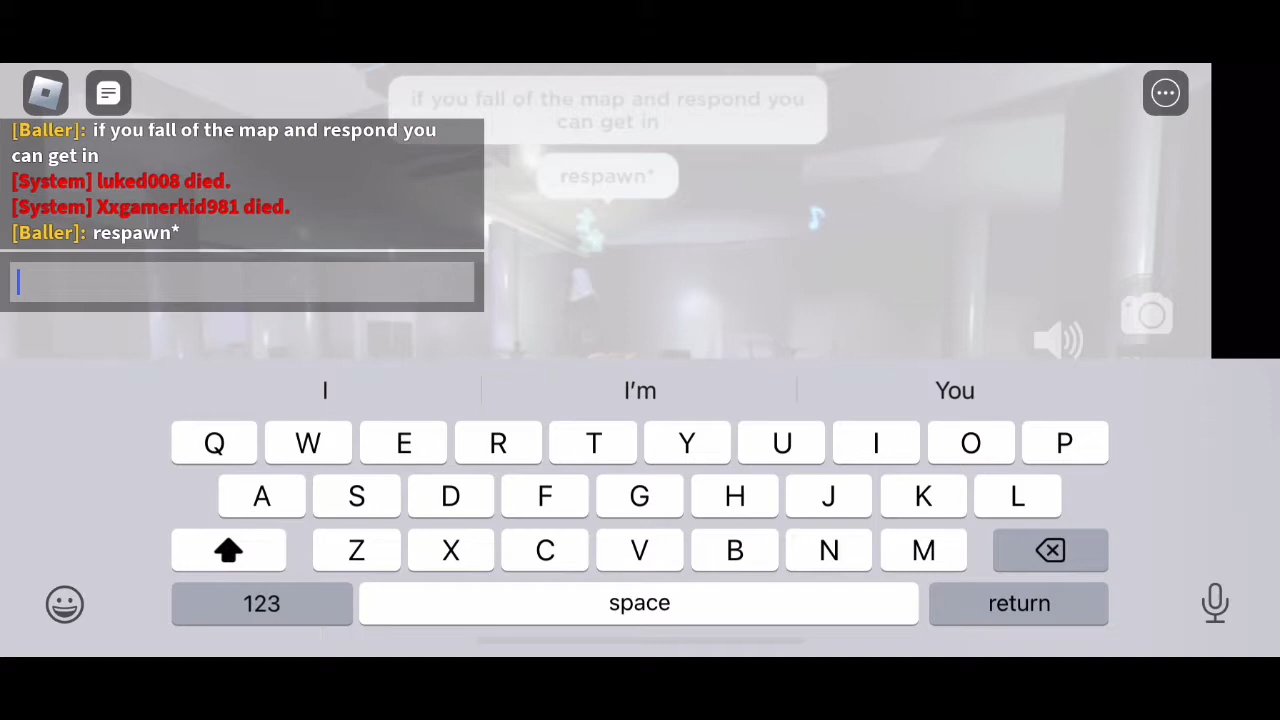 if you fall of the map and respond you
can get in
respawn*
[Baller]: if you fall of the map and respond you
can get in
[System] luked008 died.
[System] Xxgamerkid981 died.
[Baller]: respawn*
I I’m You
Q W E R T Y U I O P
A S D F G H J K L
Z X C V B N M
123 space return